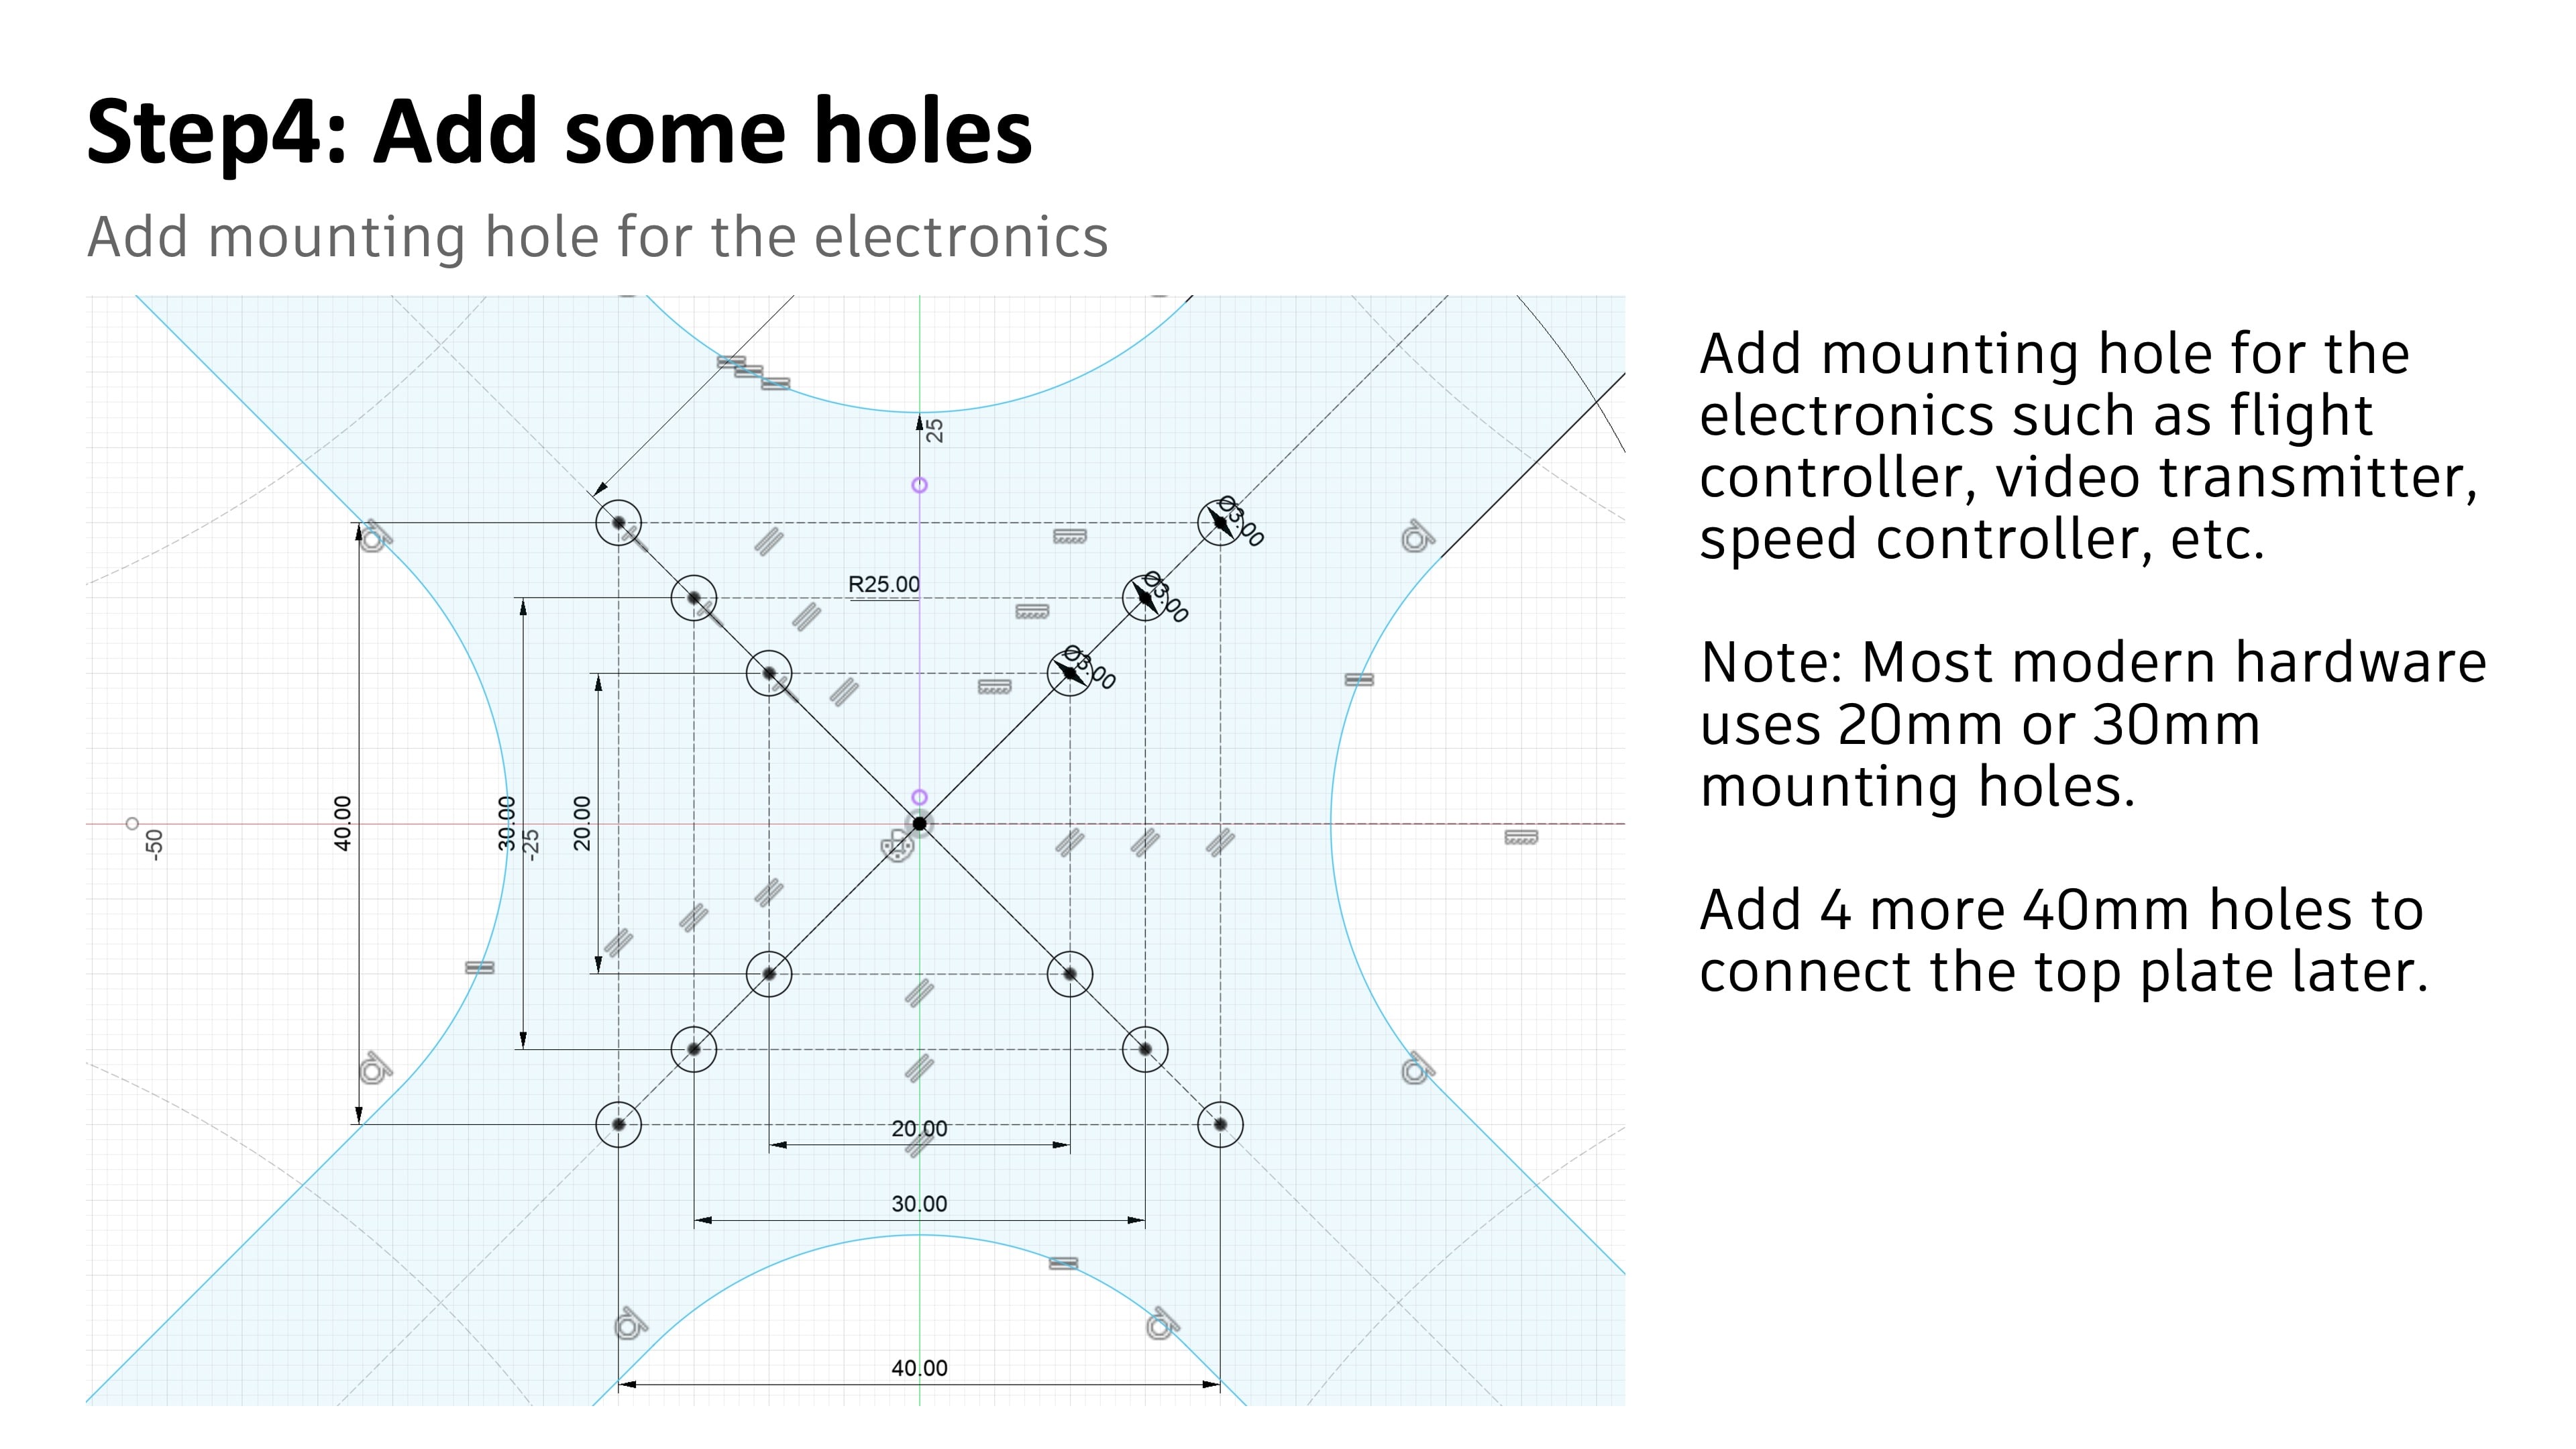 Step4: Add some holes
Add mounting hole for the electronics
25
Ø3.00
Ø3.00
R25.00
Ø3.00
40.00
30.00
20.00
-50
-25
20.00
30.00
40.00
Add mounting hole for the
electronics such as flight
controller, video transmitter,
speed controller, etc.
Note: Most modern hardware
uses 20mm or 30mm
mounting holes.
Add 4 more 40mm holes to
connect the top plate later.